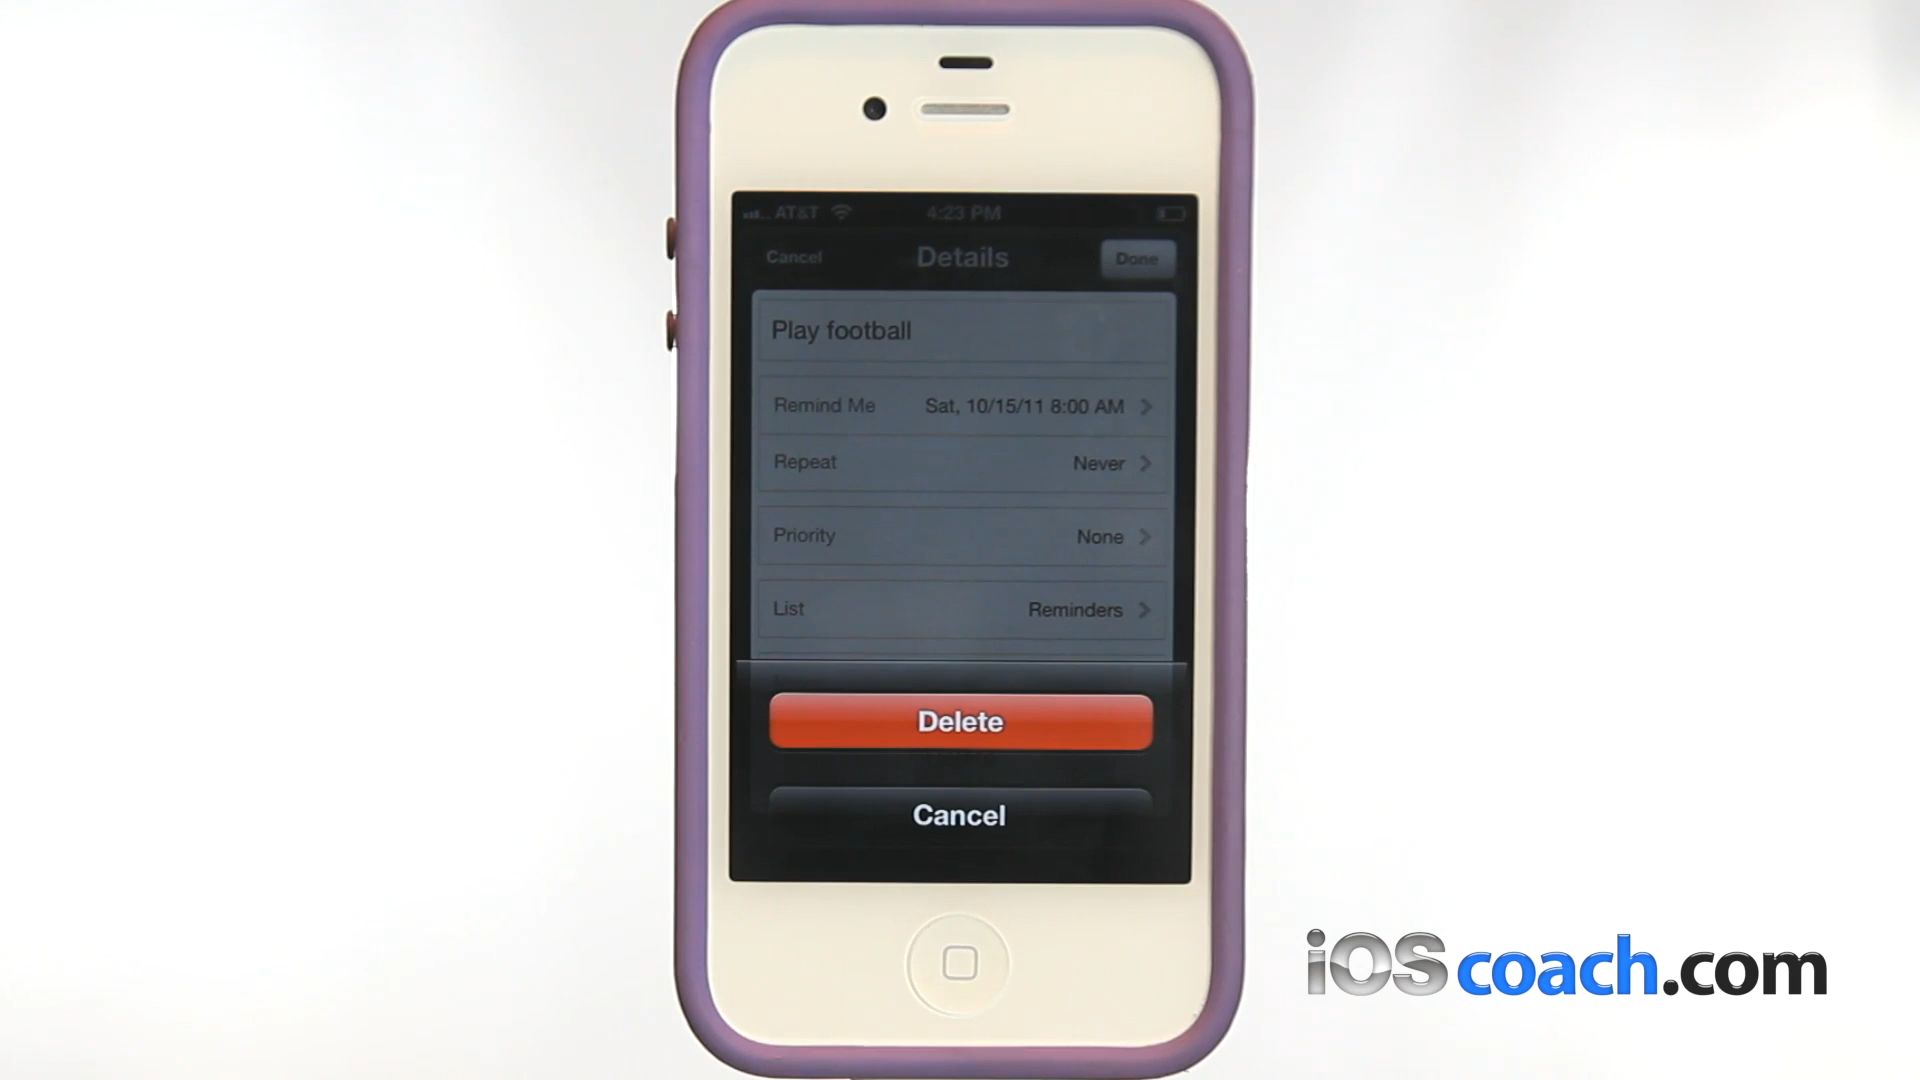 AT&T 4:23 PM
Cancel Details Done
Play football
Remind Me Sat, 10/15/11 8:00 AM
Repeat Never
Priority None
List Reminders
Delete
Cancel
iOScoach.com